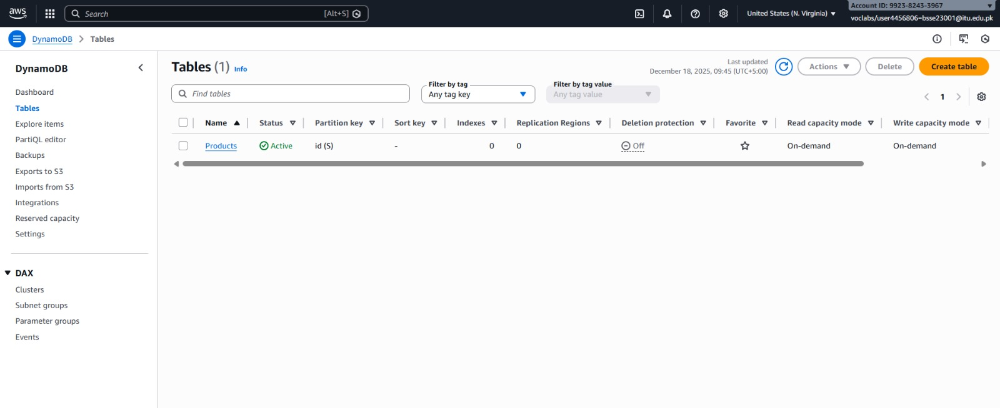 aws
Search [Alt+S]
United States (N. Virginia)
Account ID: 9923-8243-3967
voclabs/user4456806=bsse23001@itu.edu.pk
DynamoDB > Tables
DynamoDB
Dashboard
Tables
Explore items
PartiQL editor
Backups
Exports to S3
Imports from S3
Integrations
Reserved capacity
Settings
DAX
Clusters
Subnet groups
Parameter groups
Events
Tables (1) Info
Last updated
December 18, 2025, 09:45 (UTC+5:00)
Actions
Delete
Create table
Find tables
Filter by tag
Any tag key
Filter by tag value
Any tag value
1
Name Status Partition key Sort key Indexes Replication Regions Deletion protection Favorite Read capacity mode Write capacity mode
Products Active id (S) - 0 0 Off On-demand On-demand